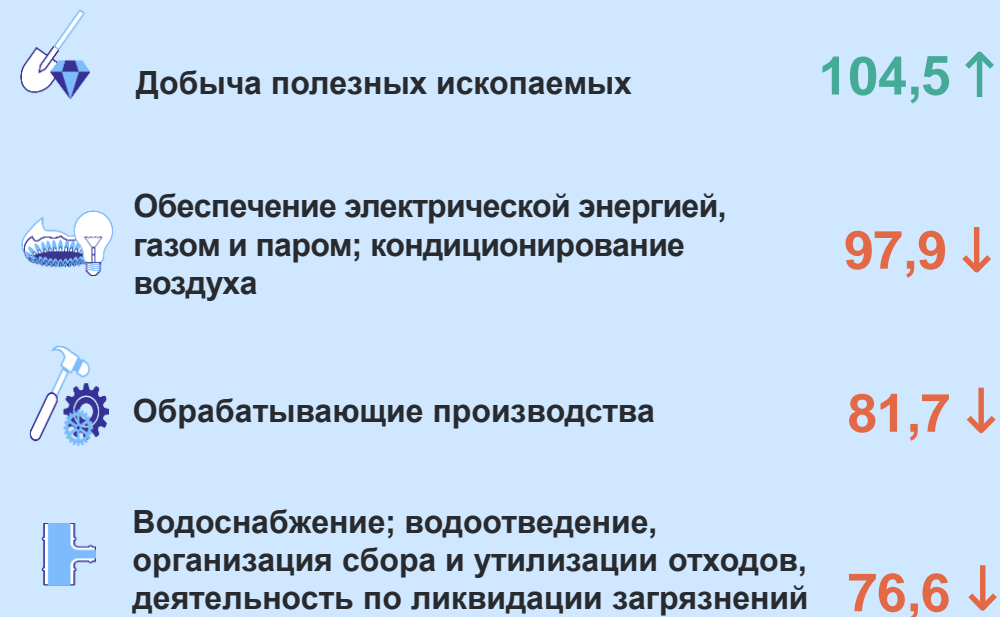 Добыча полезных ископаемых
104,5 ↑
Обеспечение электрической энергией,
газом и паром; кондиционирование
воздуха
97,9 ↓
Обрабатывающие производства
81,7 ↓
Водоснабжение; водоотведение,
организация сбора и утилизации отходов,
деятельность по ликвидации загрязнений
76,6 ↓